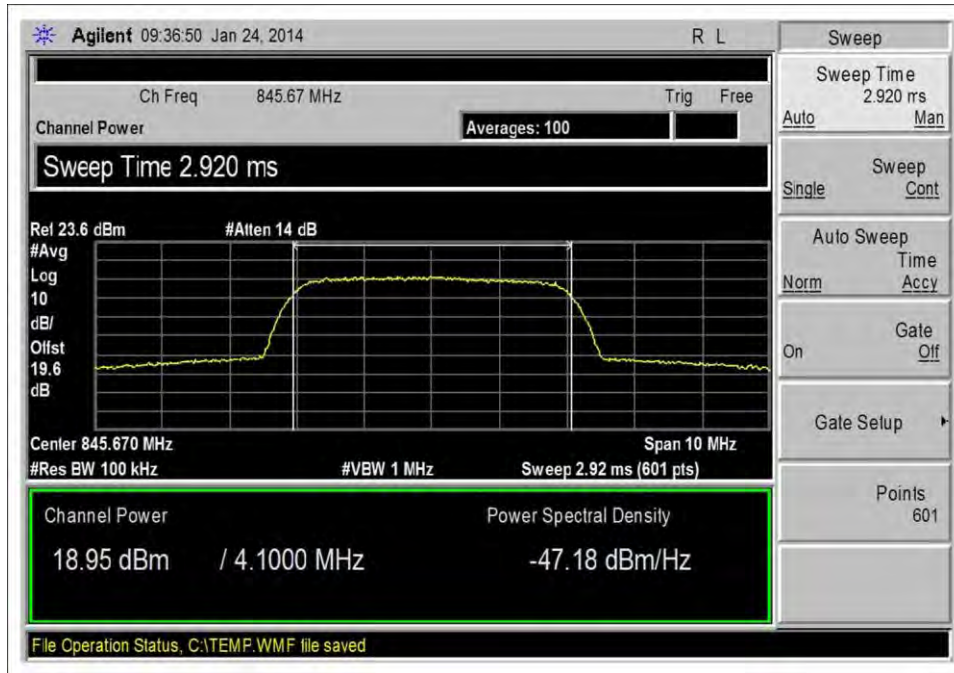 Agilent 09:36:50 Jan 24, 2014 R L
Ch Freq 845.67 MHz Trig Free
Channel Power Averages: 100
Sweep Time 2.920 ms
Ref 23.6 dBm #Atten 14 dB
#Avg
Log
10
dB/
Offst
19.6
dB
Center 845.670 MHz Span 10 MHz
#Res BW 100 kHz #VBW 1 MHz Sweep 2.92 ms (601 pts)
Channel Power Power Spectral Density
18.95 dBm / 4.1000 MHz -47.18 dBm/Hz
File Operation Status, C:\TEMP.WMF file saved
Sweep
Sweep Time
2.920 ms
Auto Man
Sweep
Single Cont
Auto Sweep
Time
Norm Accy
Gate
On Off
Gate Setup
Points
601